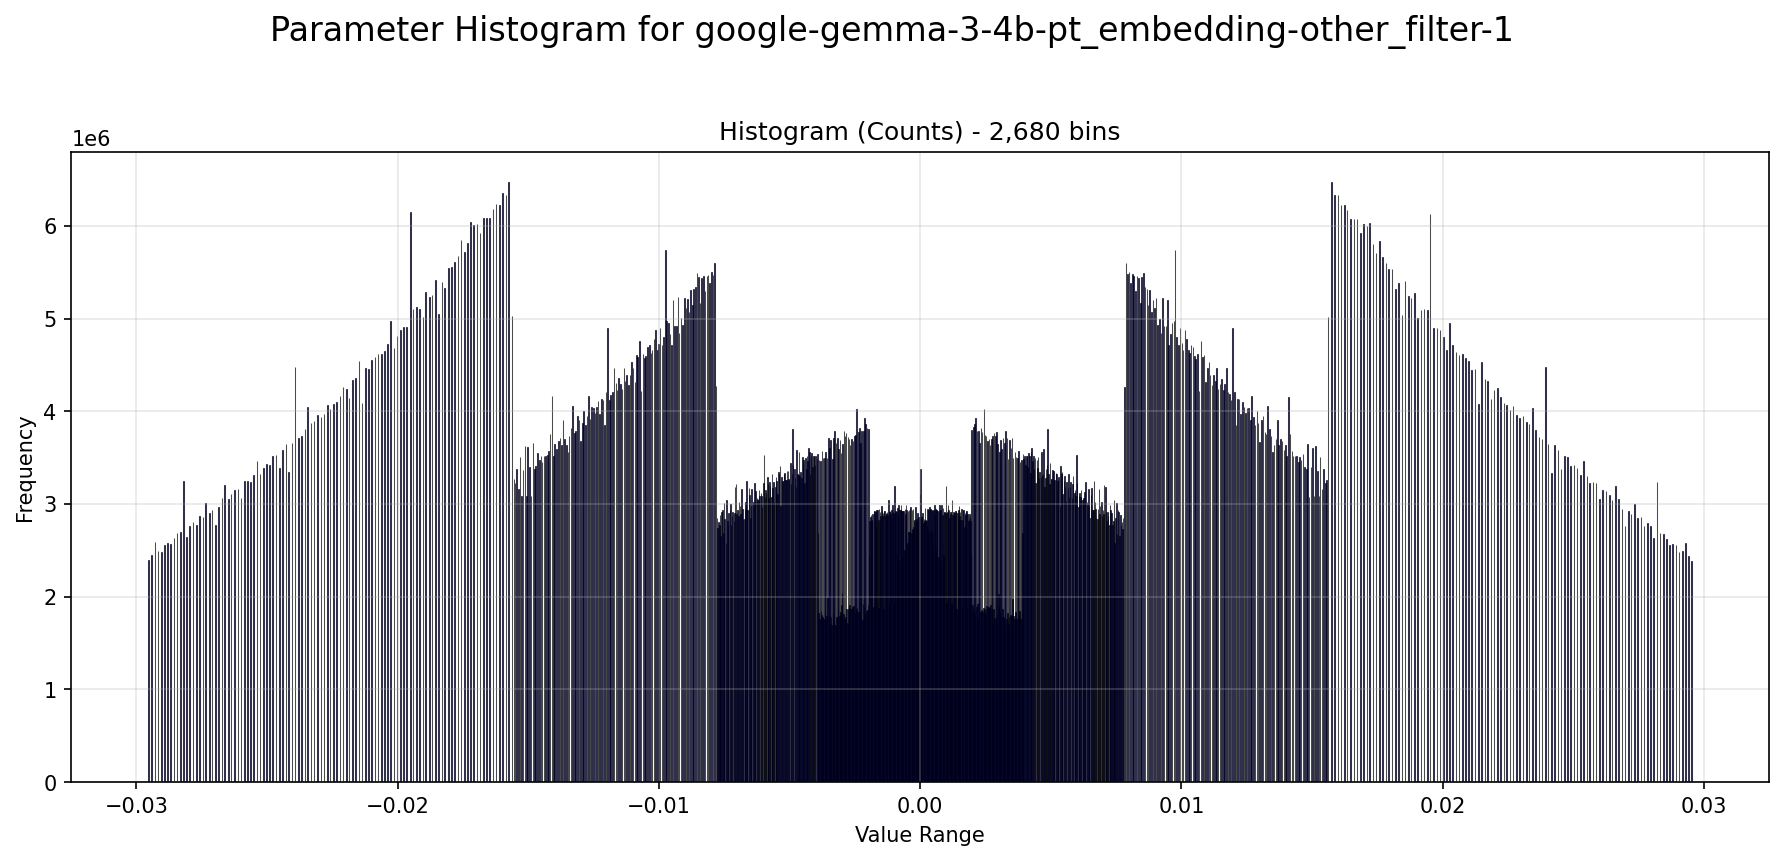 Parameter Histogram for google-gemma-3-4b-pt_embedding-other_filter-1
Histogram (Counts) - 2,680 bins
1e6
6
5
4
3
2
1
0
Frequency
−0.03
−0.02
−0.01
0.00
0.01
0.02
0.03
Value Range